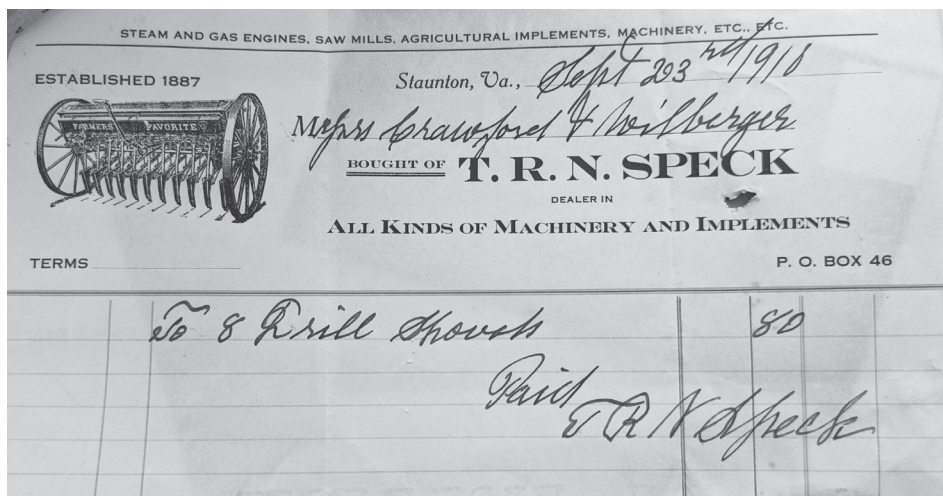 STEAM AND GAS ENGINES, SAW MILLS, AGRICULTURAL IMPLEMENTS, MACHINERY, ETC., ETC.
ESTABLISHED 1887
Staunton, Va., Sept 23rd/1910
FARMERS FAVORITE
Messrs Crawford & Wilberger
BOUGHT OF T. R. N. SPECK
DEALER IN
ALL KINDS OF MACHINERY AND IMPLEMENTS
TERMS
P. O. BOX 46
To 8 Drill Shovels 80
Paid
T R N Speck